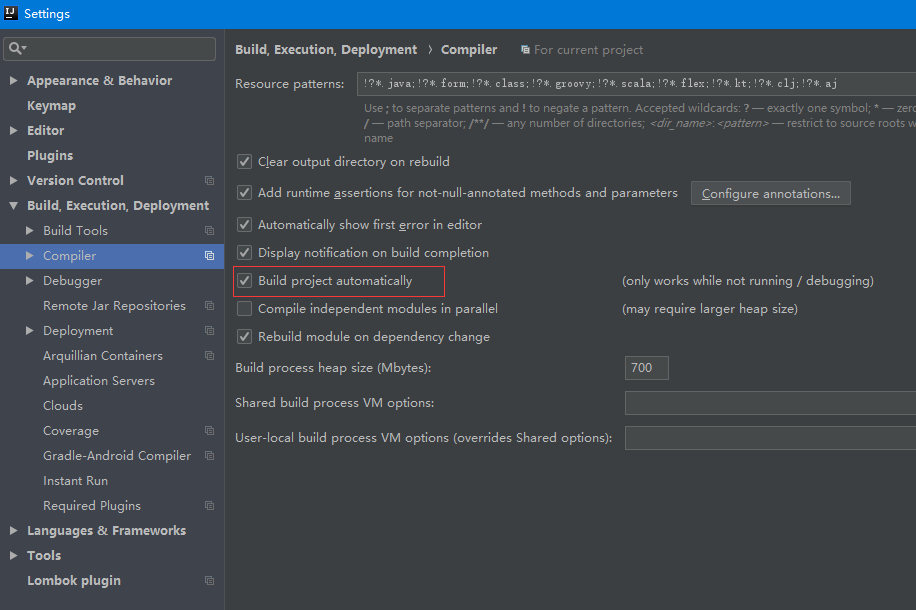 IJ Settings
Build, Execution, Deployment › Compiler For current project
Appearance & Behavior
Keymap
Editor
Plugins
Version Control
Build, Execution, Deployment
Build Tools
Compiler
Debugger
Remote Jar Repositories
Deployment
Arquillian Containers
Application Servers
Clouds
Coverage
Gradle-Android Compiler
Instant Run
Required Plugins
Languages & Frameworks
Tools
Lombok plugin
Resource patterns: !?*.java;!?*.form;!?*.class;!?*.groovy;!?*.scala;!?*.flex;!?*.kt;!?*.clj;!?*.aj
Use ; to separate patterns and ! to negate a pattern. Accepted wildcards: ? — exactly one symbol; * — zero
/ — path separator; /**/ — any number of directories; <dir_name>:<pattern> — restrict to source roots w
name
Clear output directory on rebuild
Add runtime assertions for not-null-annotated methods and parameters Configure annotations...
Automatically show first error in editor
Display notification on build completion
Build project automatically (only works while not running / debugging)
Compile independent modules in parallel (may require larger heap size)
Rebuild module on dependency change
Build process heap size (Mbytes): 700
Shared build process VM options:
User-local build process VM options (overrides Shared options):